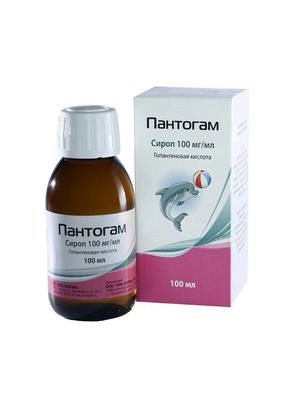 Пантогам
Сироп 100 мг/мл
Гопантеновая кислота
100 мл
Пантогам
Сироп 100 мг/мл
Гопантеновая кислота
100 мл